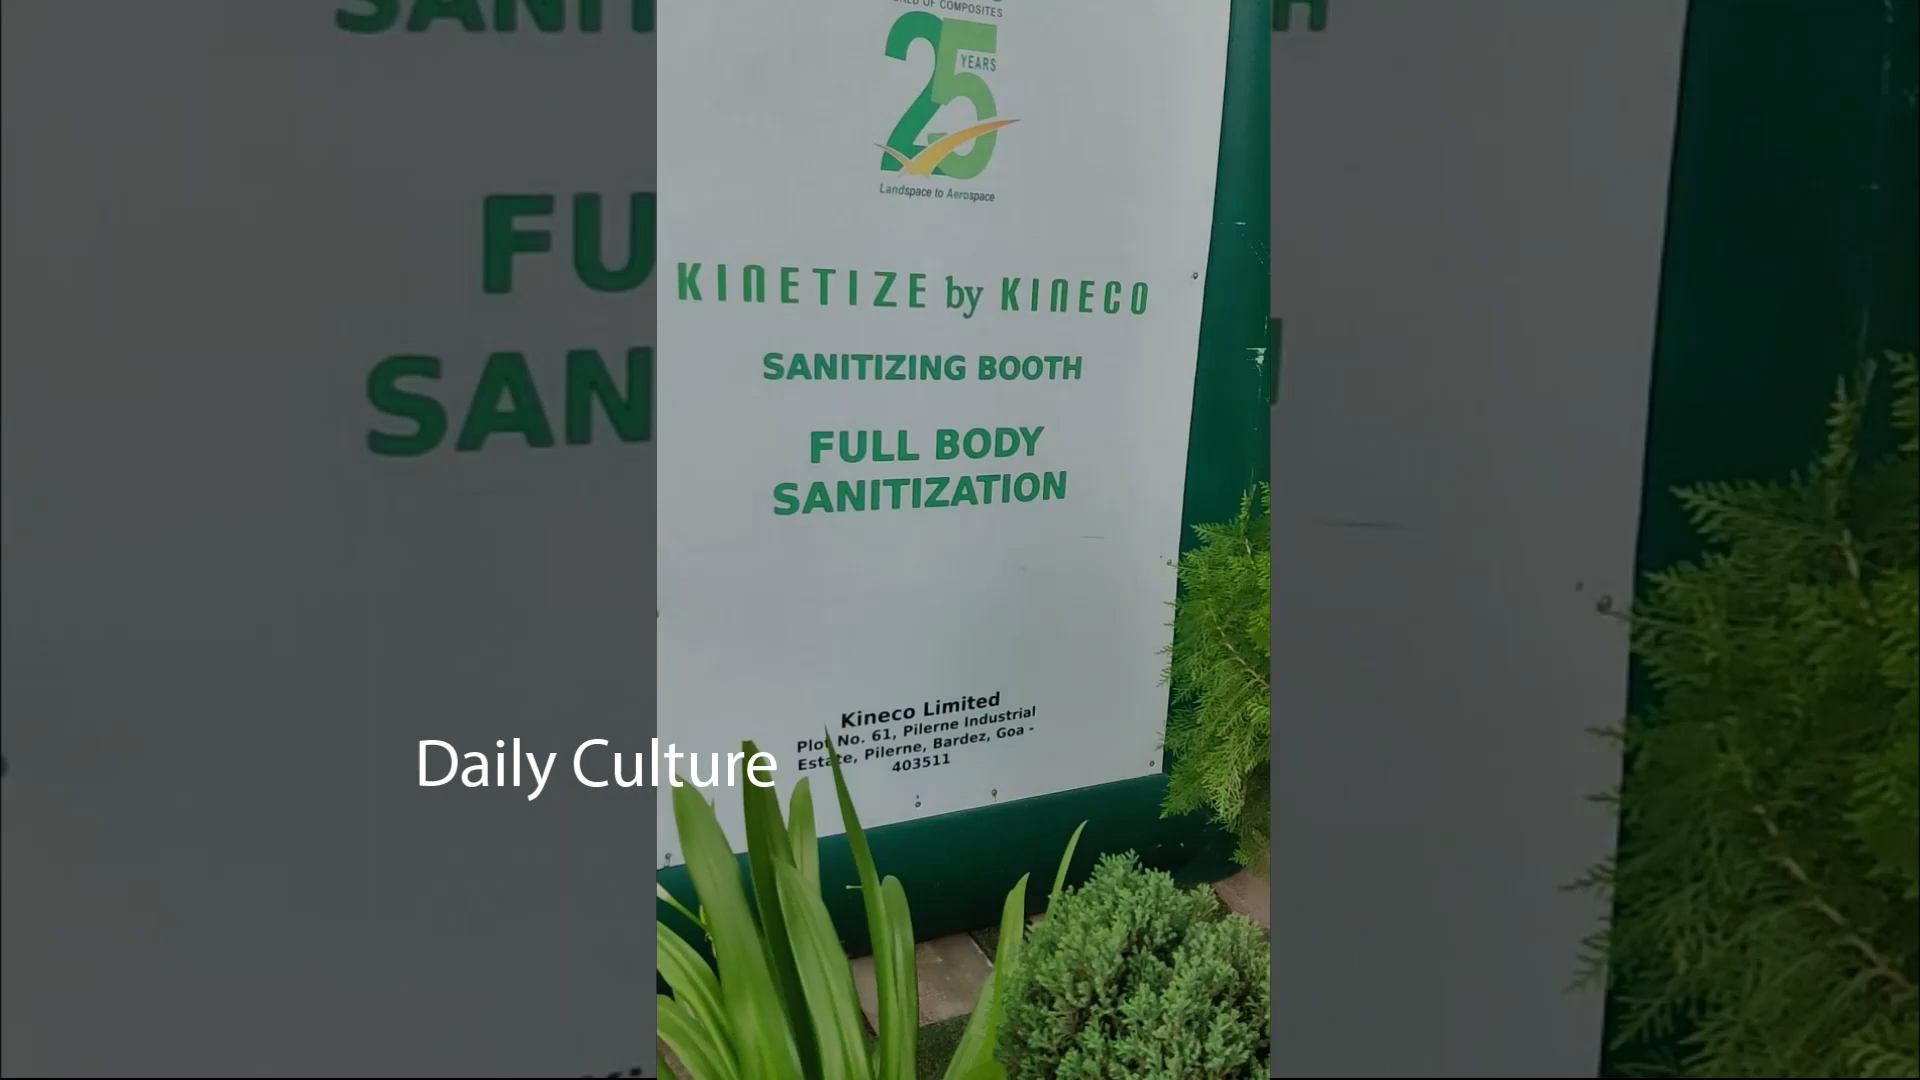 WORLD OF COMPOSITES
25
YEARS
Landspace to Aerospace
KINETIZE by KINECO
SANITIZING BOOTH
FULL BODY
SANITIZATION
Kineco Limited
Plot No. 61, Pilerne Industrial
Estate, Pilerne, Bardez, Goa -
403511
Daily Culture